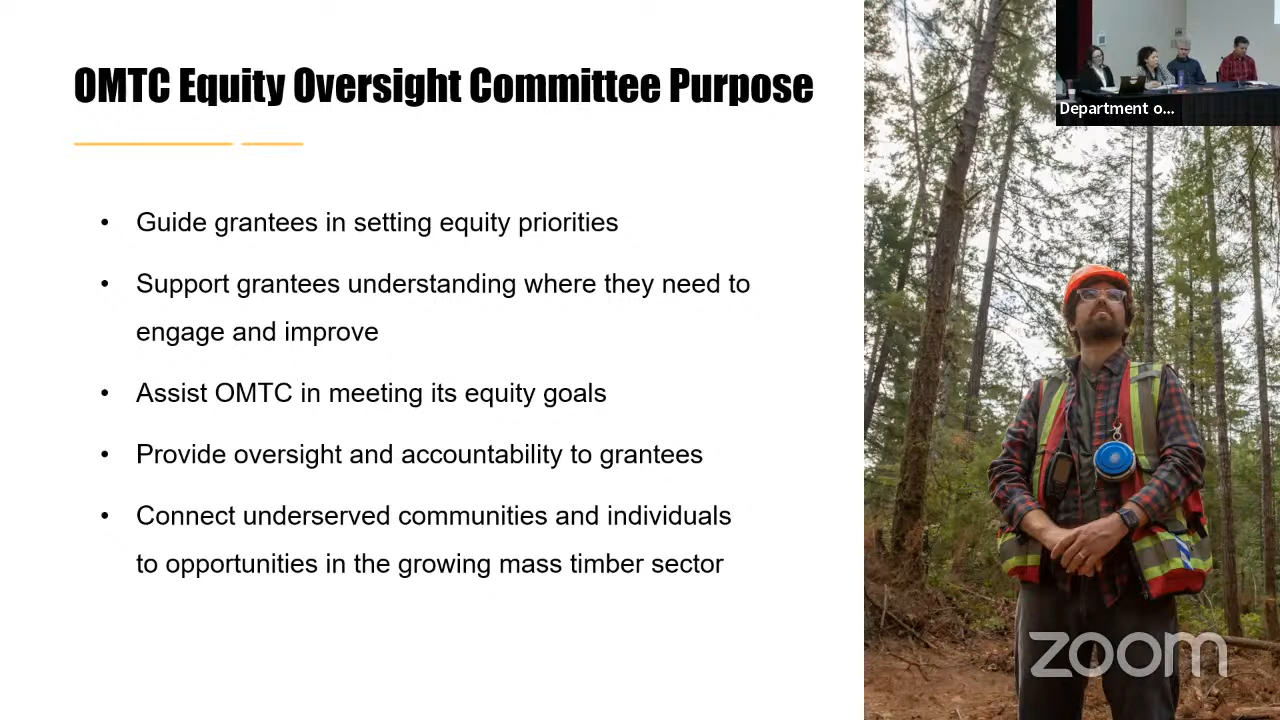 OMTC Equity Oversight Committee Purpose
• Guide grantees in setting equity priorities
• Support grantees understanding where they need to
engage and improve
• Assist OMTC in meeting its equity goals
• Provide oversight and accountability to grantees
• Connect underserved communities and individuals
to opportunities in the growing mass timber sector
Department o...
zoom